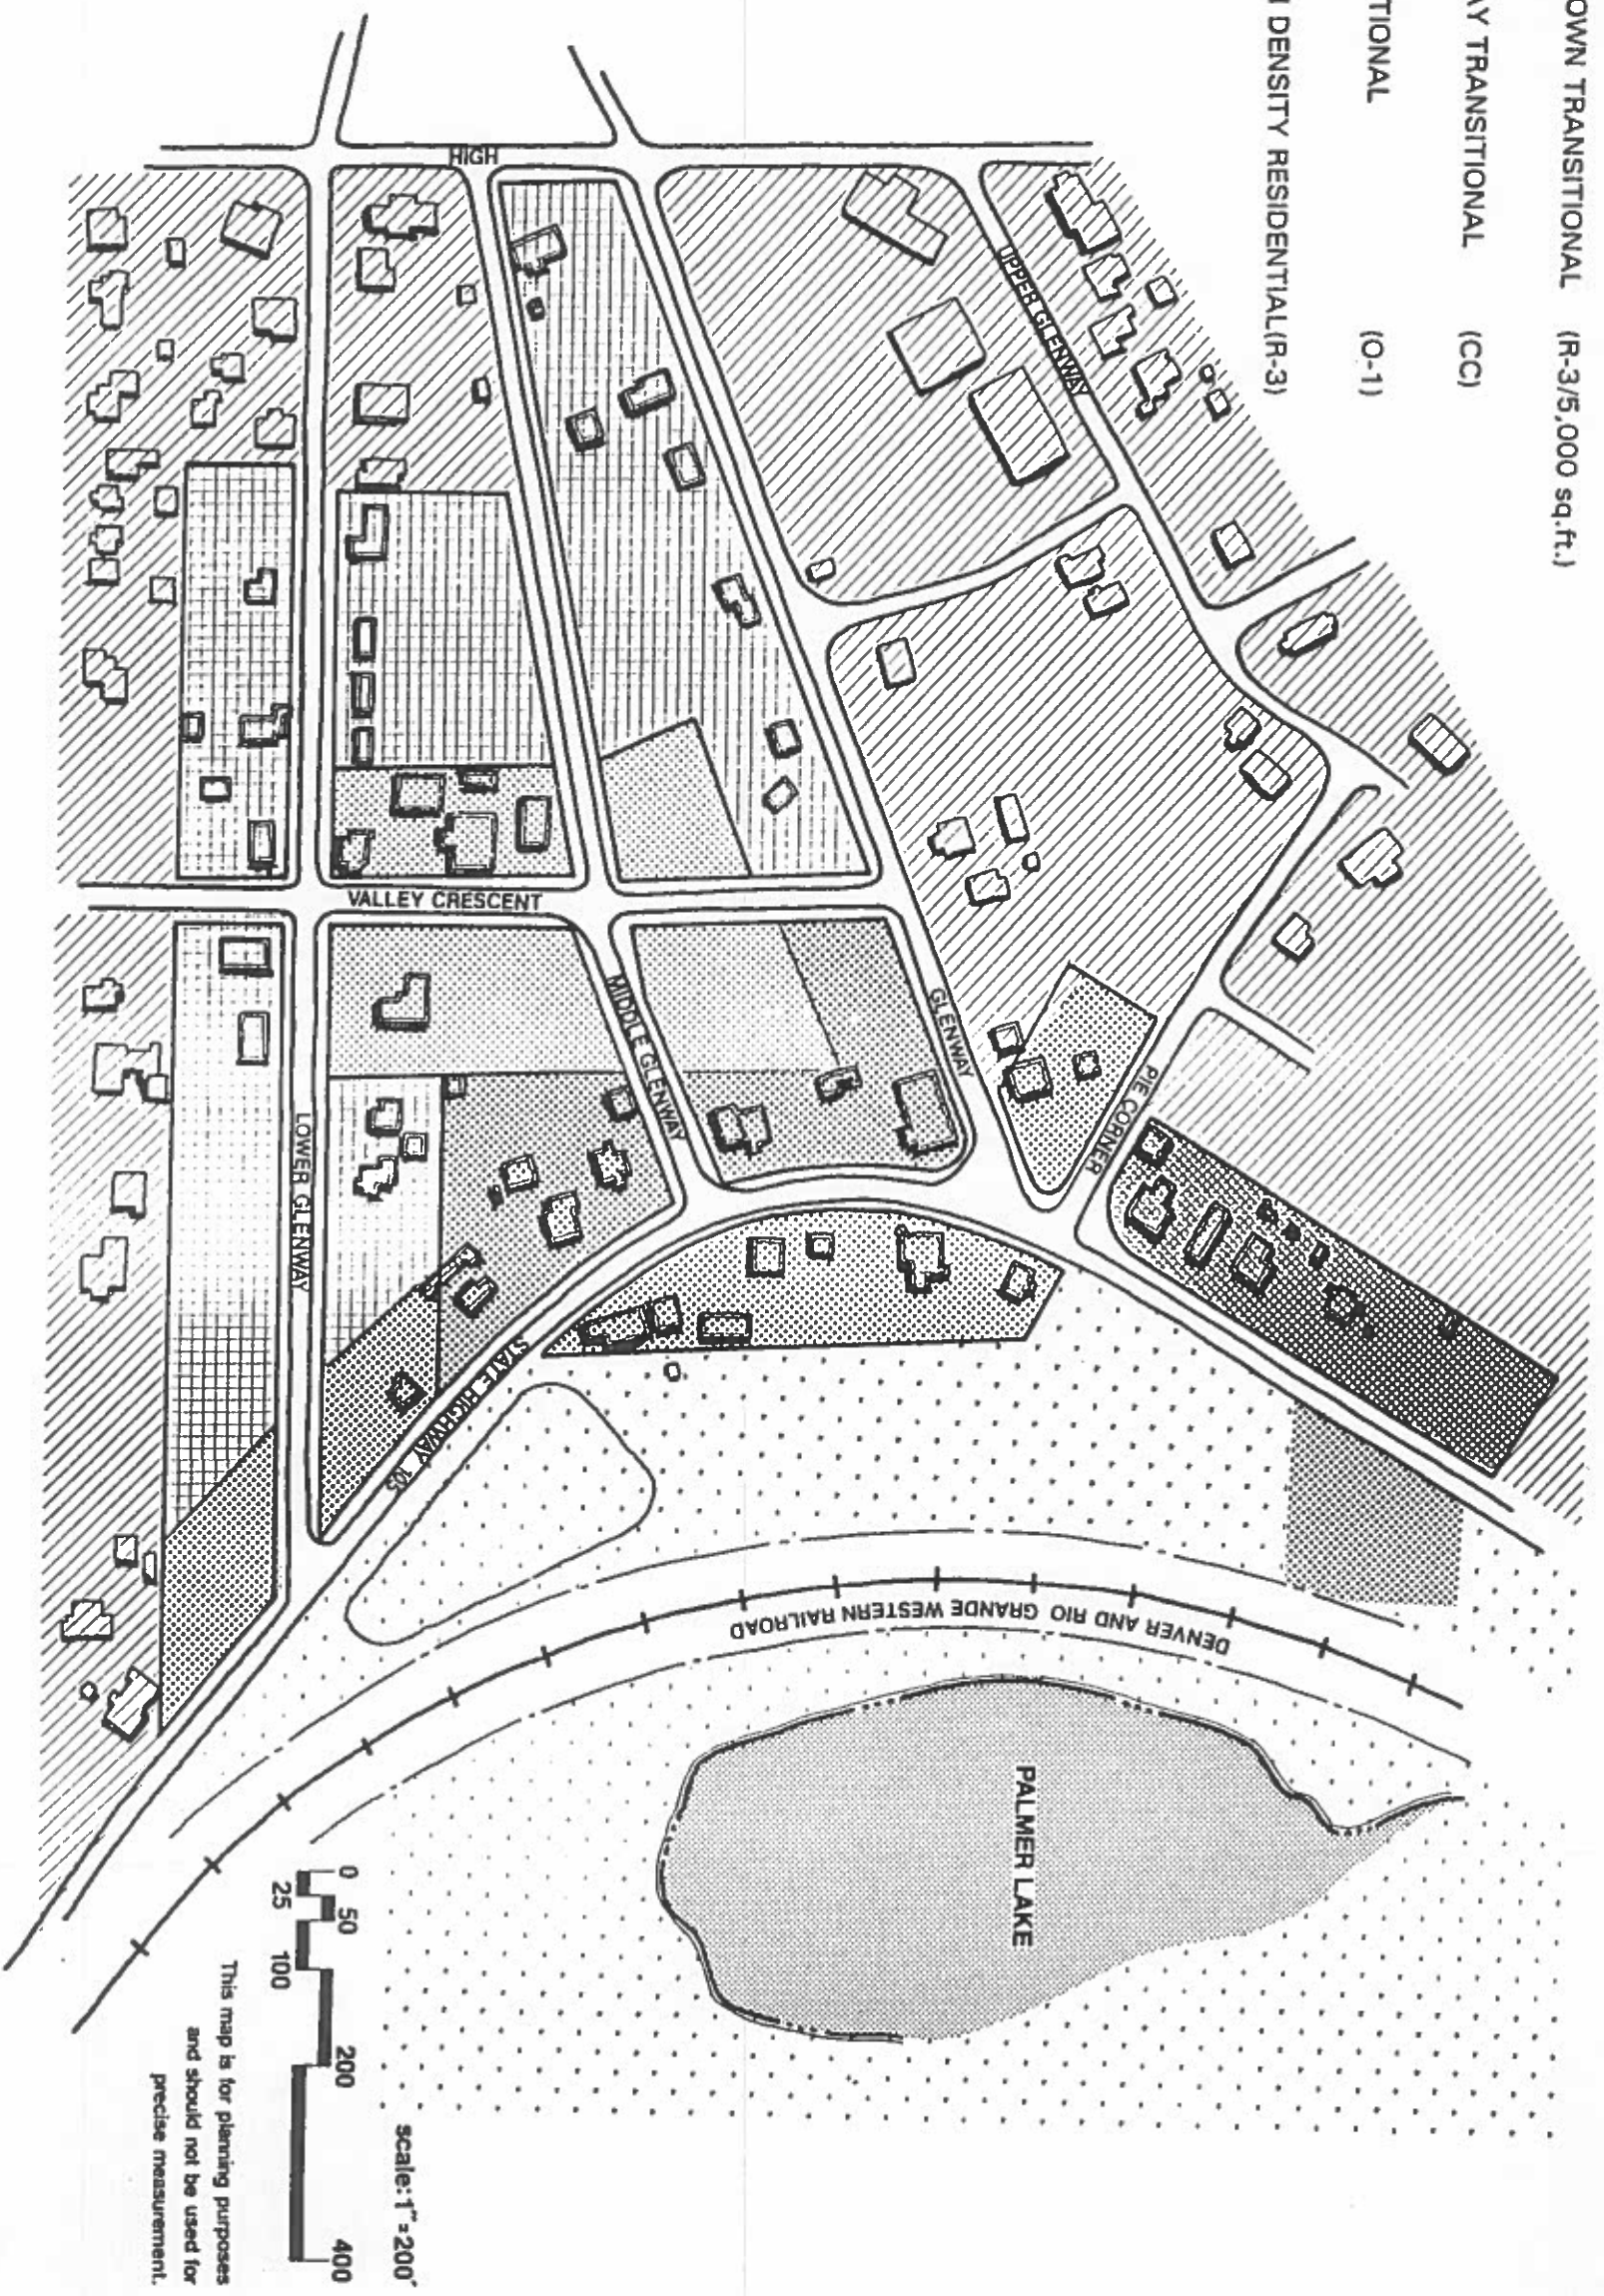 OWN TRANSITIONAL (R-3/5,000 sq.ft.)
AY TRANSITIONAL (CC)
TIONAL (O-1)
DENSITY RESIDENTIAL(R-3)
HIGH
UPPER GLENWAY
VALLEY CRESCENT
MIDDLE GLENWAY
GLENWAY
PIE CORNER
LOWER GLENWAY
STATE HIGHWAY 105
DENVER AND RIO GRANDE WESTERN RAILROAD
PALMER LAKE
0 50 200 400
25 100
scale:1"=200'
This map is for planning purposes
and should not be used for
precise measurement.